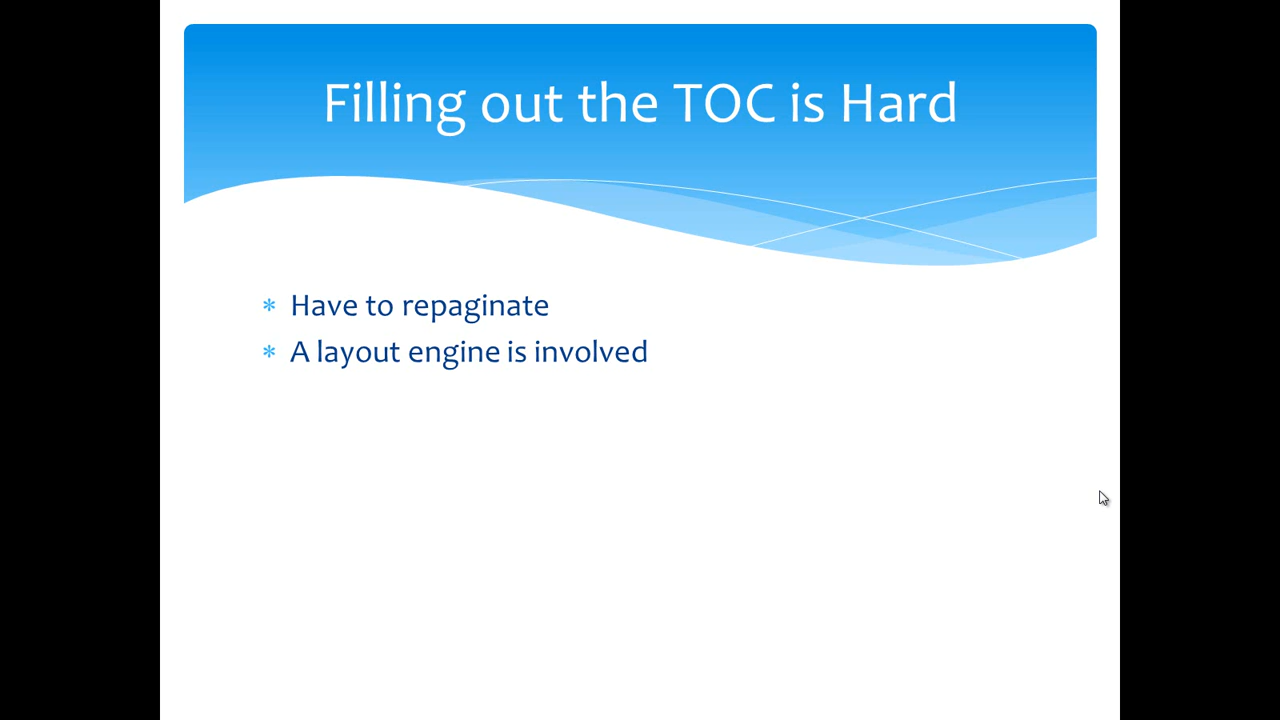 Filling out the TOC is Hard
* Have to repaginate
* A layout engine is involved